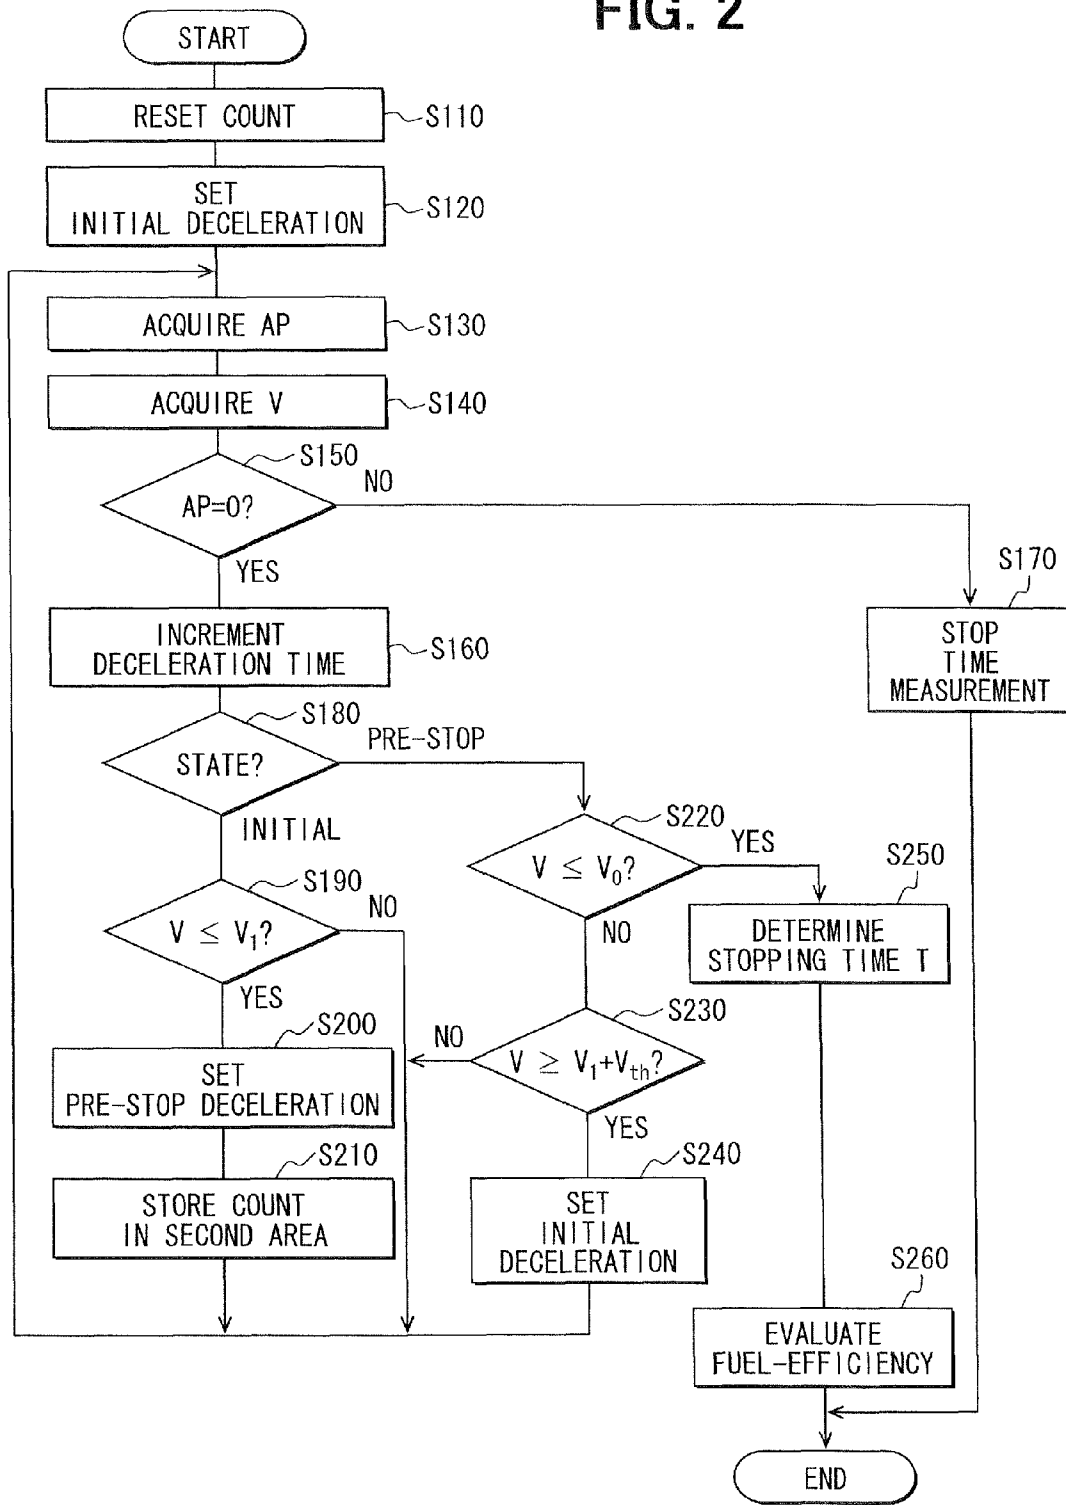 FIG. 2
START
RESET COUNT
S110
SET
INITIAL DECELERATION
S120
ACQUIRE AP
S130
ACQUIRE V
S140
S150
AP=0?
NO
YES
INCREMENT
DECELERATION TIME
S160
S170
STOP
TIME
MEASUREMENT
S180
STATE?
PRE-STOP
INITIAL
S190
V ≤ V₁?
NO
YES
S220
V ≤ V₀?
YES
NO
S250
DETERMINE
STOPPING TIME T
S200
SET
PRE-STOP DECELERATION
S230
V ≥ V₁+Vth?
NO
YES
S210
STORE COUNT
IN SECOND AREA
S240
SET
INITIAL
DECELERATION
S260
EVALUATE
FUEL-EFFICIENCY
END